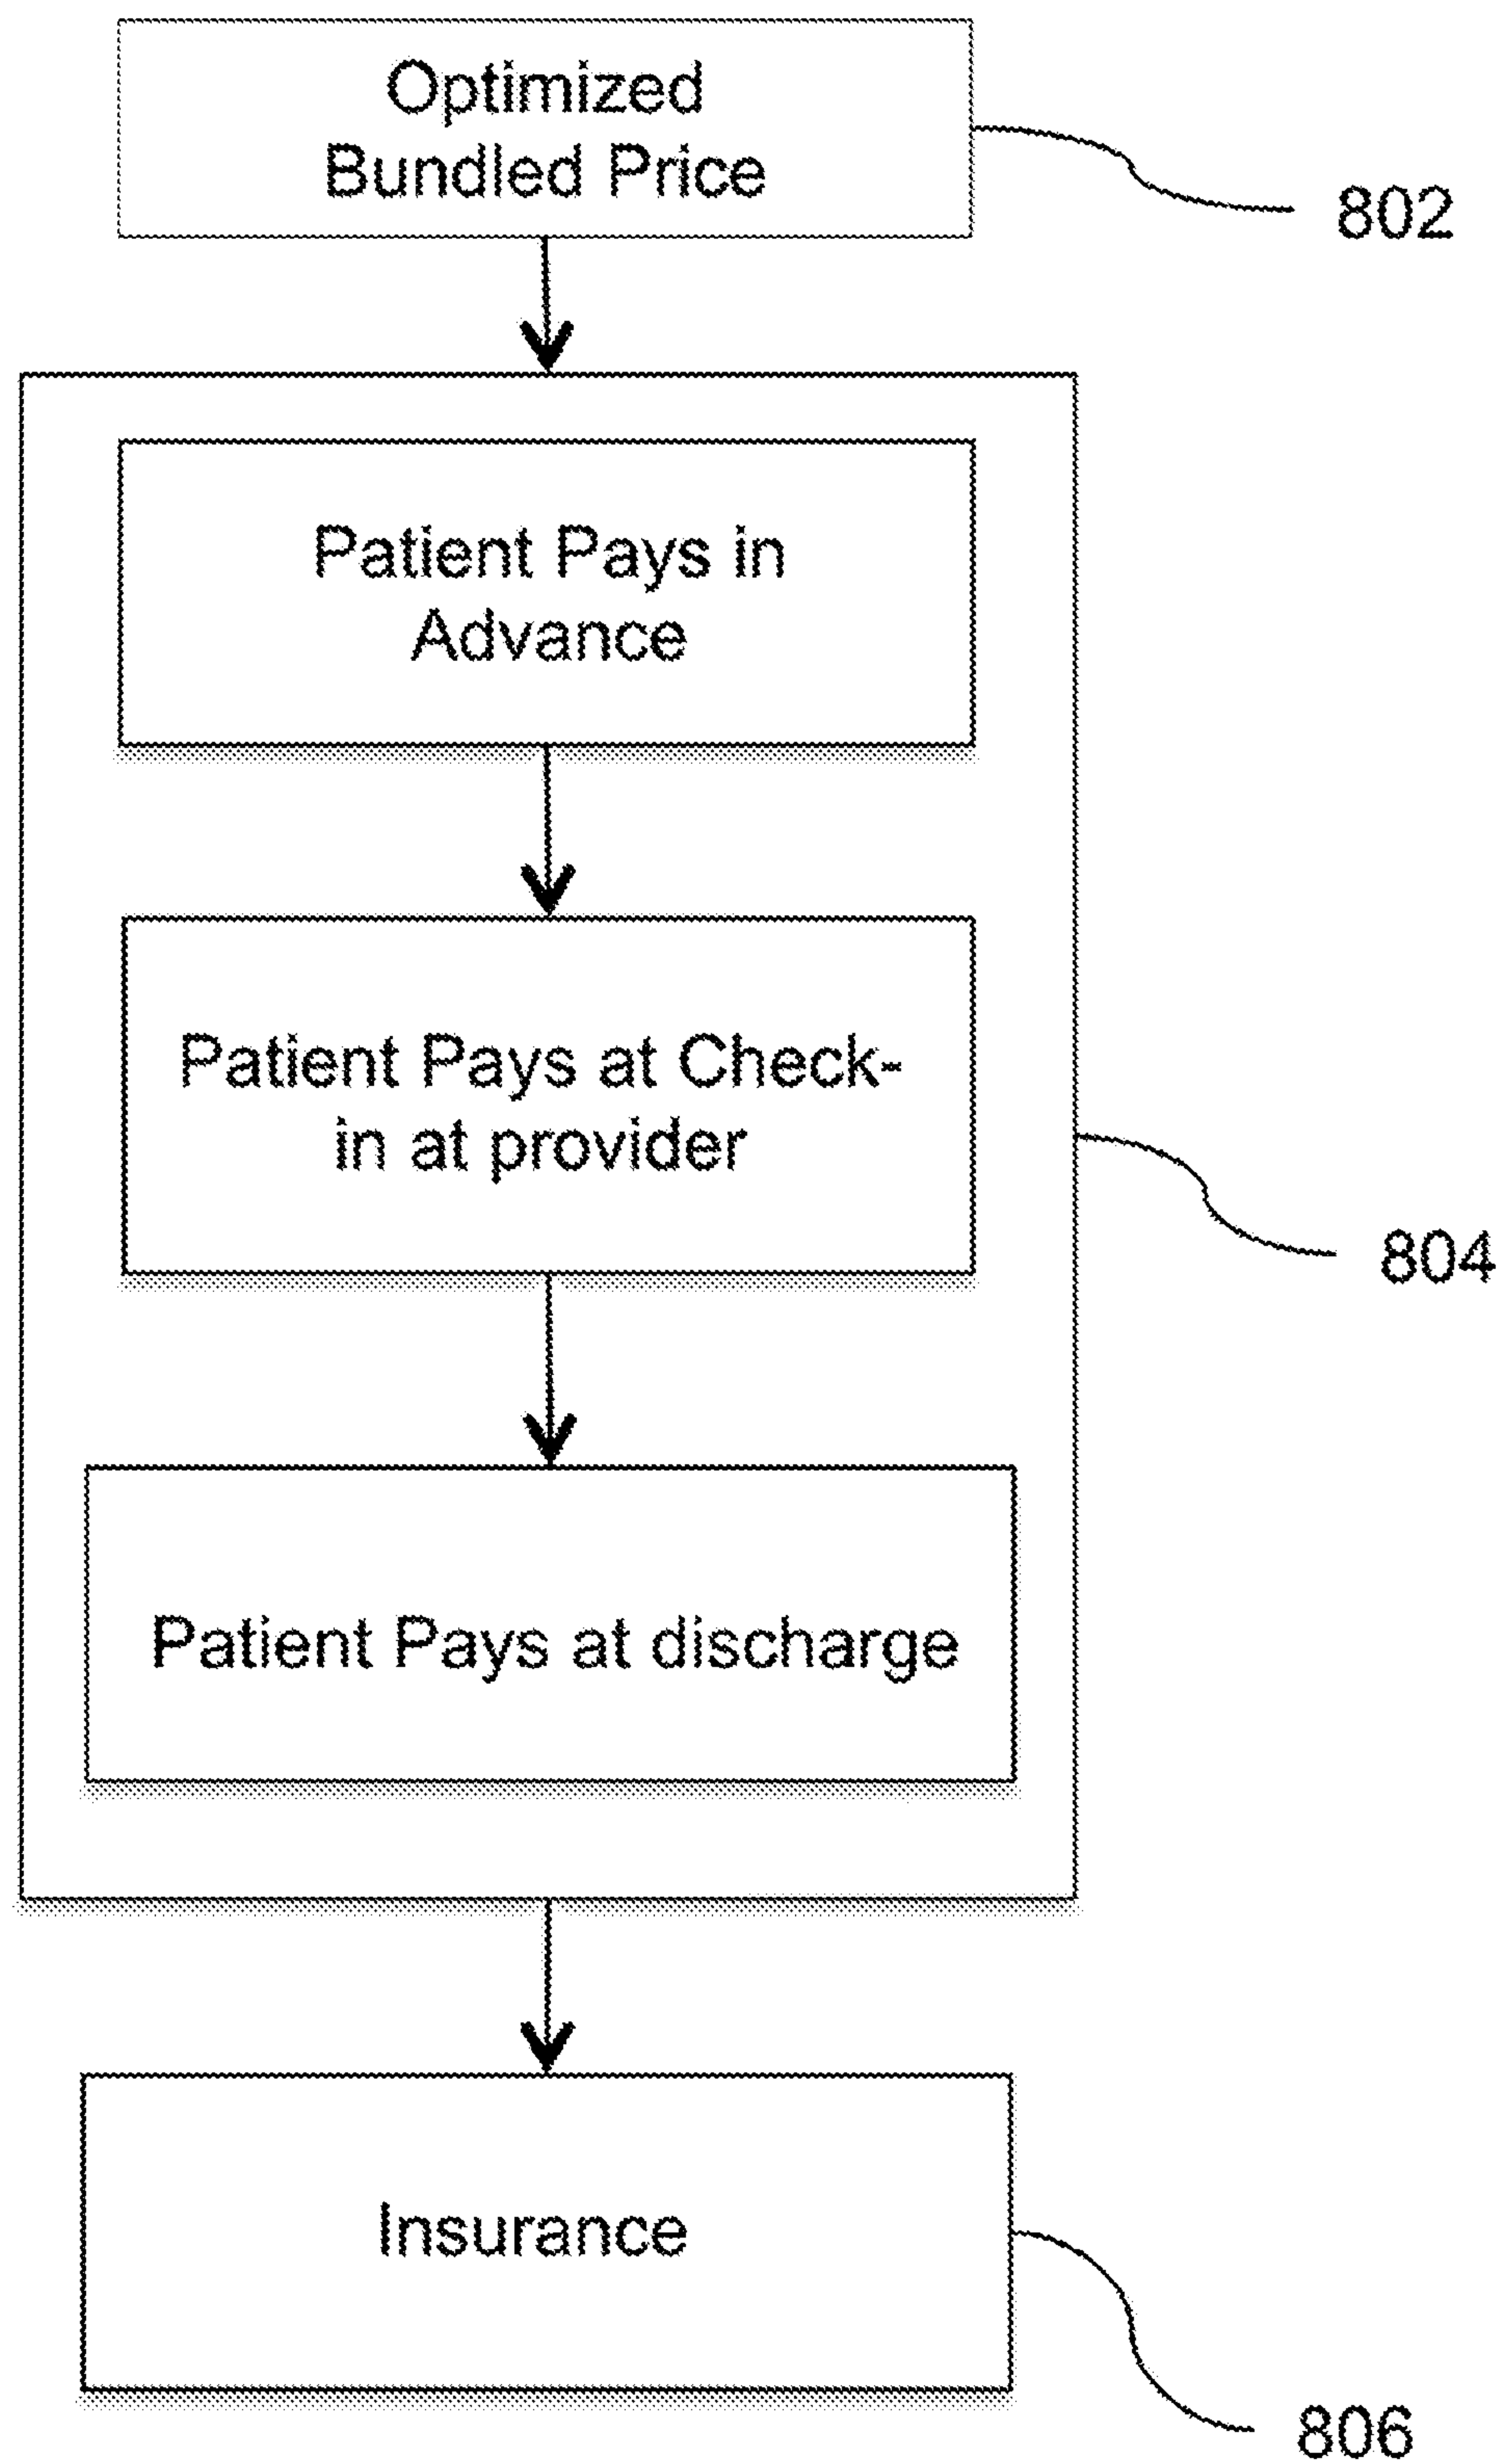 Optimized
Bundled Price
802
Patient Pays in
Advance
Patient Pays at Check-
in at provider
804
Patient Pays at discharge
Insurance
806